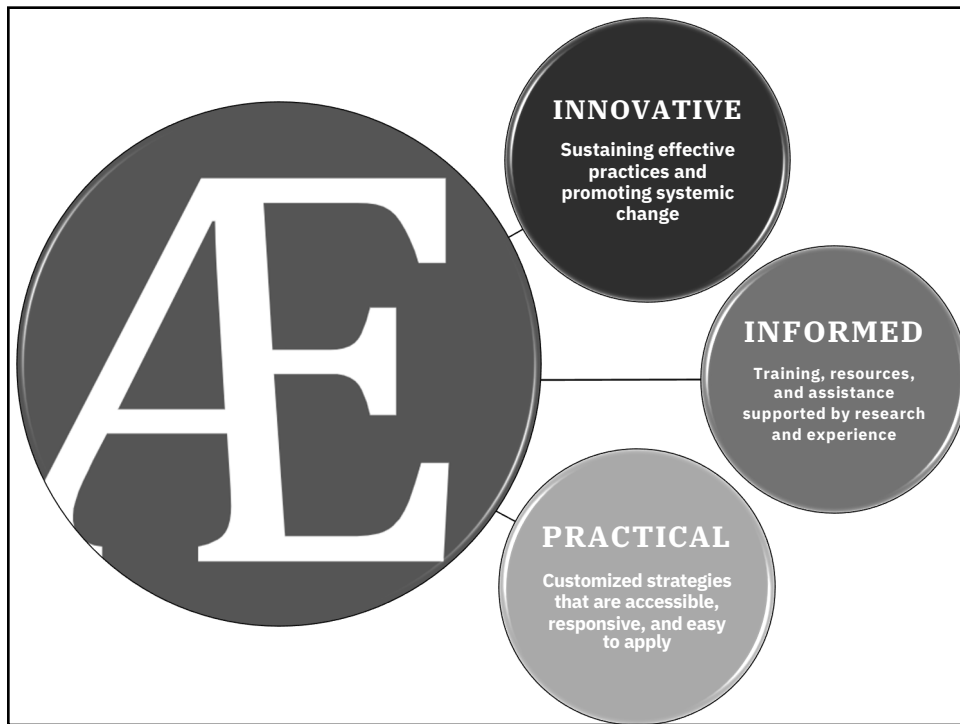 Æ
INNOVATIVE
Sustaining effective
practices and
promoting systemic
change
INFORMED
Training, resources,
and assistance
supported by research
and experience
PRACTICAL
Customized strategies
that are accessible,
responsive, and easy
to apply